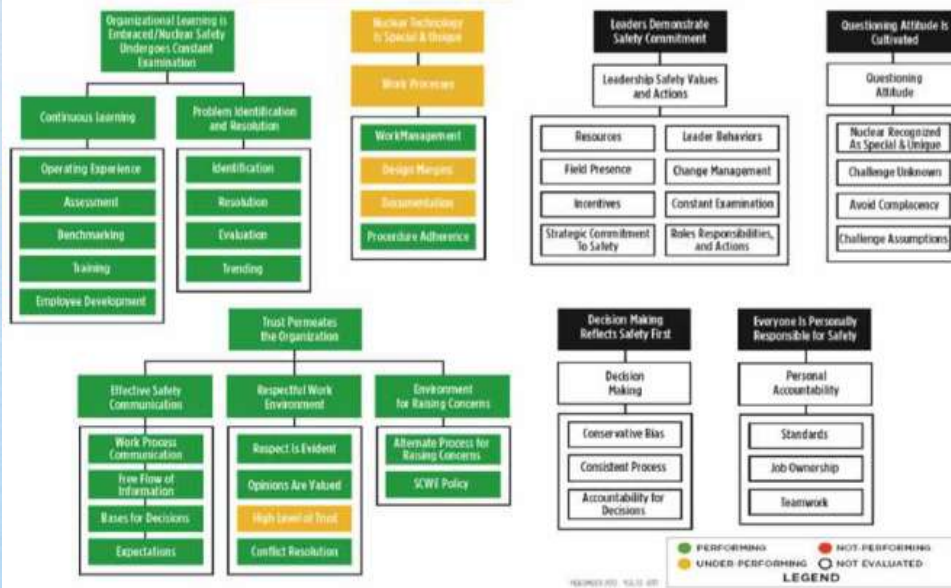 Organizational Learning is
Embraced/Nuclear Safety
Undergoes Constant
Examination
Continuous Learning
Operating Experience
Assessment
Benchmarking
Training
Employee Development
Problem Identification
and Resolution
Identification
Resolution
Evaluation
Trending
Nuclear Technology
Is Special & Unique
Work Processes
WorkManagement
Design Margins
Documentation
Procedure Adherence
Leaders Demonstrate
Safety Commitment
Leadership Safety Values
and Actions
Resources
Field Presence
Incentives
Strategic Commitment
To Safety
Leader Behaviors
Change Management
Constant Examination
Roles Responsibilities,
and Actions
Questioning Attitude Is
Cultivated
Questioning
Attitude
Nuclear Recognized
As Special & Unique
Challenge Unknown
Avoid Complacency
Challenge Assumptions
Trust Permeates
the Organization
Effective Safety
Communication
Work Process
Communication
Free Flow of
Information
Bases for Decisions
Expectations
Respectful Work
Environment
Respect Is Evident
Opinions Are Valued
High Level of Trust
Conflict Resolution
Environment
for Raising Concerns
Alternate Process for
Raising Concerns
SCWE Policy
Decision Making
Reflects Safety First
Decision
Making
Conservative Bias
Consistent Process
Accountability for
Decisions
Everyone Is Personally
Responsible for Safety
Personal
Accountability
Standards
Job Ownership
Teamwork
PERFORMING
NOT-PERFORMING
UNDER-PERFORMING
NOT EVALUATED
LEGEND